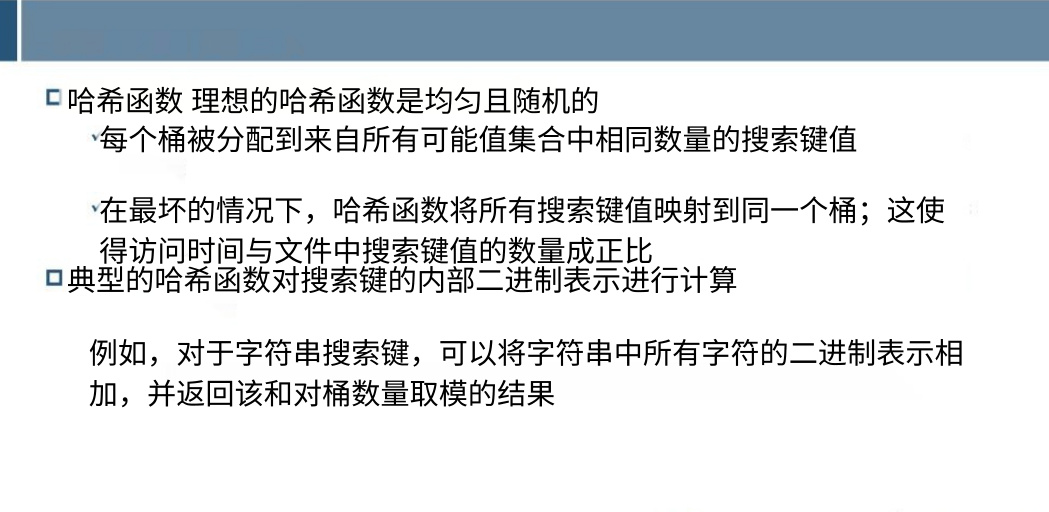 哈希函数 理想的哈希函数是均匀且随机的
每个桶被分配到来自所有可能值集合中相同数量的搜索键值
在最坏的情况下，哈希函数将所有搜索键值映射到同一个桶；这使
得访问时间与文件中搜索键值的数量成正比
典型的哈希函数对搜索键的内部二进制表示进行计算
例如，对于字符串搜索键，可以将字符串中所有字符的二进制表示相
加，并返回该和对桶数量取模的结果